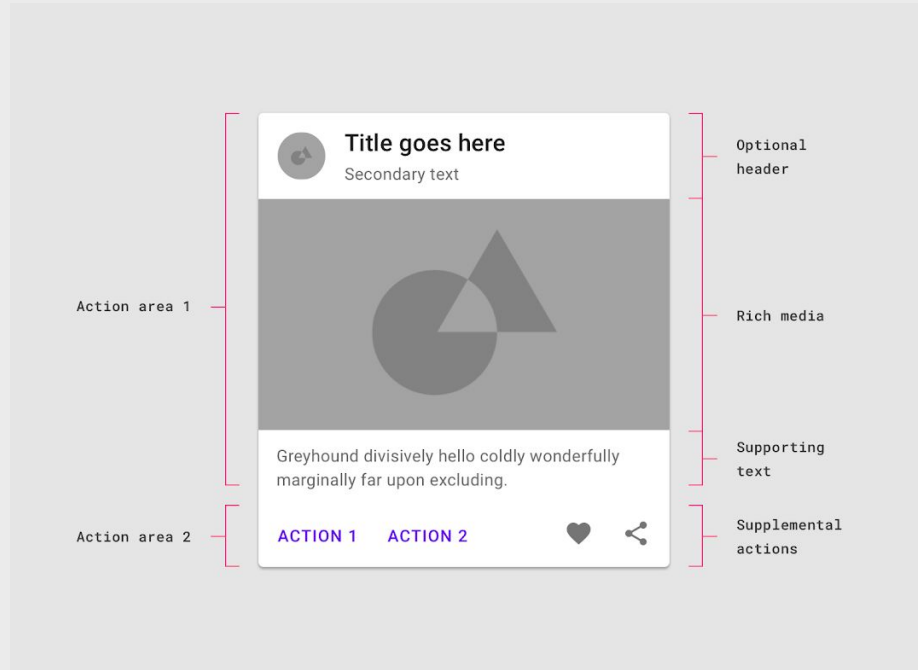 Title goes here
Secondary text
Optional
header
Action area 1
Rich media
Greyhound divisively hello coldly wonderfully
marginally far upon excluding.
Supporting
text
Action area 2
ACTION 1 ACTION 2
Supplemental
actions